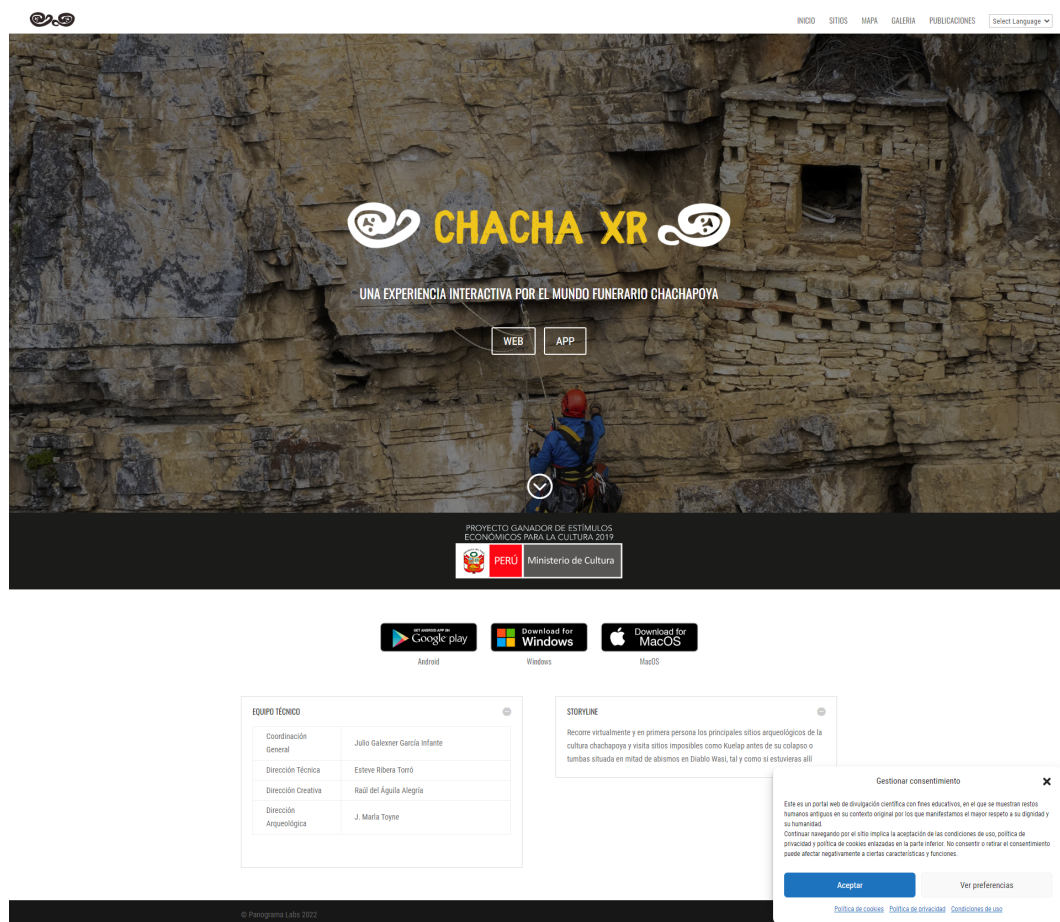 INICIO SITIOS MAPA GALERIA PUBLICACIONES Select Language
CHACHA XR
UNA EXPERIENCIA INTERACTIVA POR EL MUNDO FUNERARIO CHACHAPOYA
WEB APP
PROYECTO GANADOR DE ESTÍMULOS
ECONÓMICOS PARA LA CULTURA 2019
PERÚ Ministerio de Cultura
GET ANDROID APP ON
Google play
Download for
Windows
Download for
MacOS
Android Windows MacOS
EQUIPO TÉCNICO
Coordinación
General
Julio Galexner García Infante
Dirección Técnica Esteve Ribera Torró
Dirección Creativa Raúl del Águila Alegría
Dirección
Arqueológica
J. Marla Toyne
STORYLINE
Recorre virtualmente y en primera persona los principales sitios arqueológicos de la
cultura chachapoya y visita sitios imposibles como Kuelap antes de su colapso o
tumbas situada en mitad de abismos en Diablo Wasi, tal y como si estuvieras allí
Gestionar consentimiento
Este es un portal web de divulgación científica con fines educativos, en el que se muestran restos
humanos antiguos en su contexto original por los que manifestamos el mayor respeto a su dignidad y
su humanidad.
Continuar navegando por el sitio implica la aceptación de las condiciones de uso, política de
privacidad y política de cookies enlazadas en la parte inferior. No consentir o retirar el consentimiento
puede afectar negativamente a ciertas características y funciones.
Aceptar Ver preferencias
Política de cookies Política de privacidad Condiciones de uso
© Panograma Labs 2022